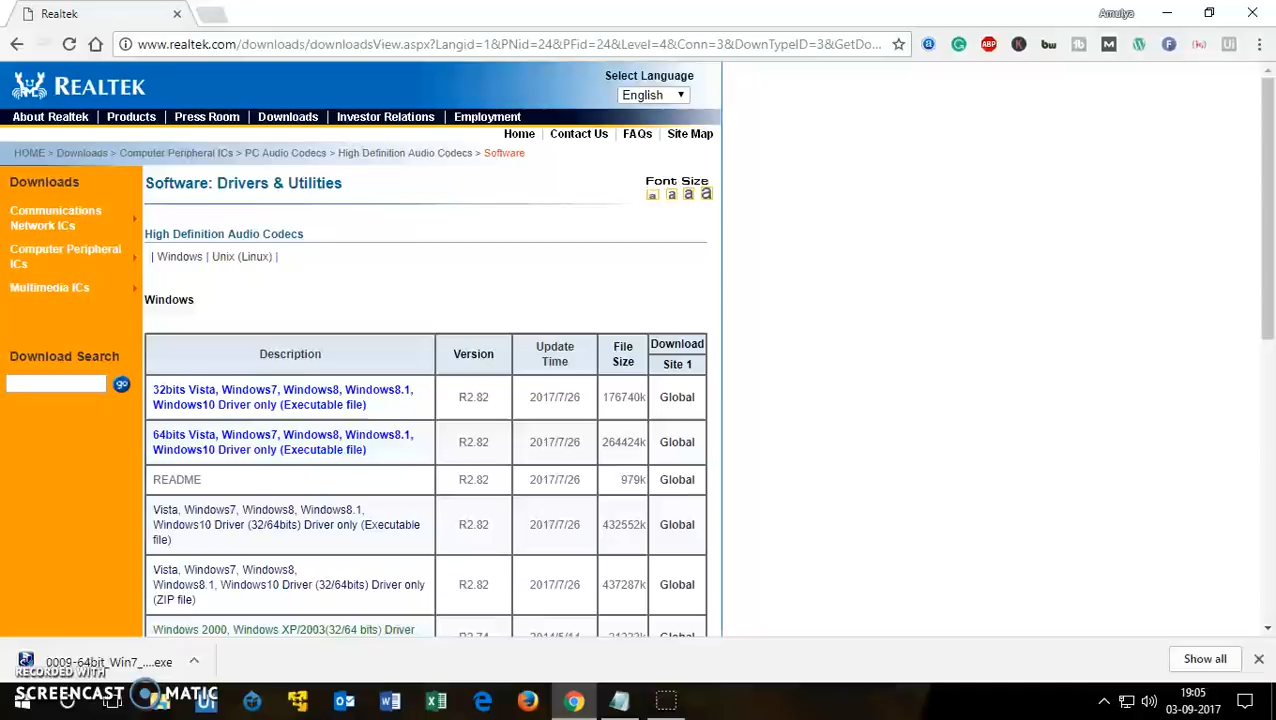 Realtek
Amulya
www.realtek.com/downloads/downloadsView.aspx?Langid=1&PNid=24&PFid=24&Level=4&Conn=3&DownTypeID=3&GetDo...
REALTEK
Select Language
English
About Realtek | Products | Press Room | Downloads | Investor Relations | Employment
Home | Contact Us | FAQs | Site Map
HOME > Downloads > Computer Peripheral ICs > PC Audio Codecs > High Definition Audio Codecs > Software
Downloads
Communications
Network ICs
Computer Peripheral
ICs
Multimedia ICs
Download Search
go
Software: Drivers & Utilities
Font Size
a a a a
High Definition Audio Codecs
| Windows | Unix (Linux) |
Windows
Description Version Update Time File Size Download
Site 1
32bits Vista, Windows7, Windows8, Windows8.1,
Windows10 Driver only (Executable file) R2.82 2017/7/26 176740k Global
64bits Vista, Windows7, Windows8, Windows8.1,
Windows10 Driver only (Executable file) R2.82 2017/7/26 264424k Global
README R2.82 2017/7/26 979k Global
Vista, Windows7, Windows8, Windows8.1,
Windows10 Driver (32/64bits) Driver only (Executable
file) R2.82 2017/7/26 432552k Global
Vista, Windows7, Windows8,
Windows8.1, Windows10 Driver (32/64bits) Driver only
(ZIP file) R2.82 2017/7/26 437287k Global
Windows 2000, Windows XP/2003(32/64 bits) Driver
0009-64bit_Win7_....exe
Show all
RECORDED WITH
SCREENCAST MATIC
19:05
03-09-2017